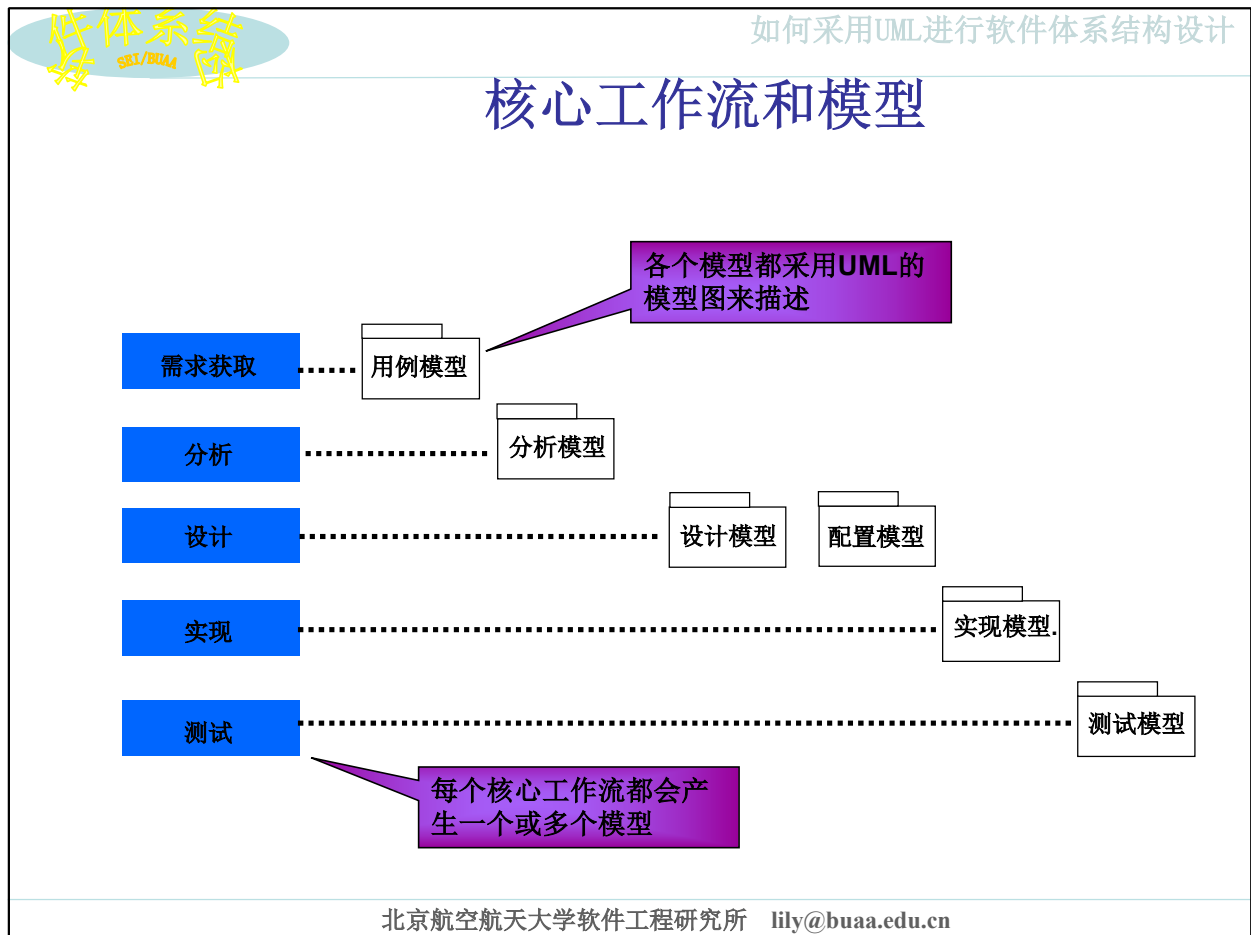 件体系结
SEI/BUAA
如何采用UML进行软件体系结构设计
核心工作流和模型
各个模型都采用UML的
模型图来描述
需求获取
用例模型
分析
分析模型
设计
设计模型
配置模型
实现
实现模型.
测试
测试模型
每个核心工作流都会产
生一个或多个模型
北京航空航天大学软件工程研究所 lily@buaa.edu.cn